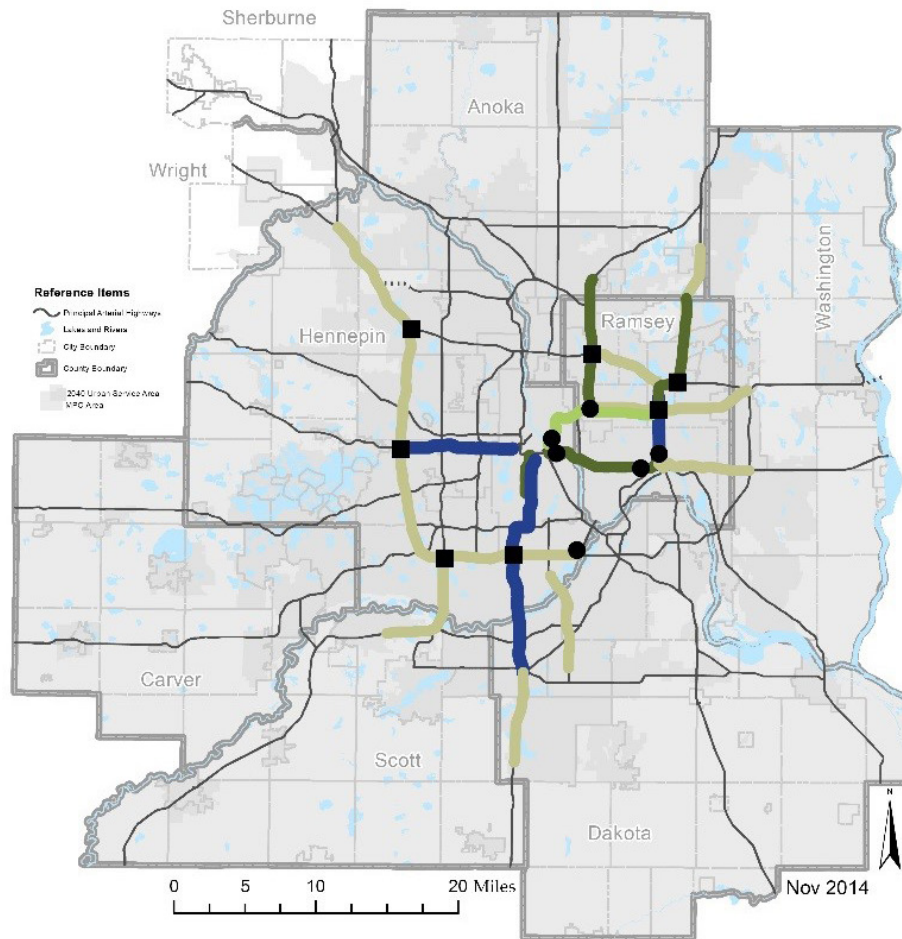 Sherburne
Anoka
Wright
Washington
Reference Items
Principal Arterial Highways
Lakes and Rivers
City Boundary
County Boundary
2040 Urban Service Area
MPO Area
Hennepin
Ramsey
Carver
Scott
Dakota
N
0 5 10 20 Miles
Nov 2014